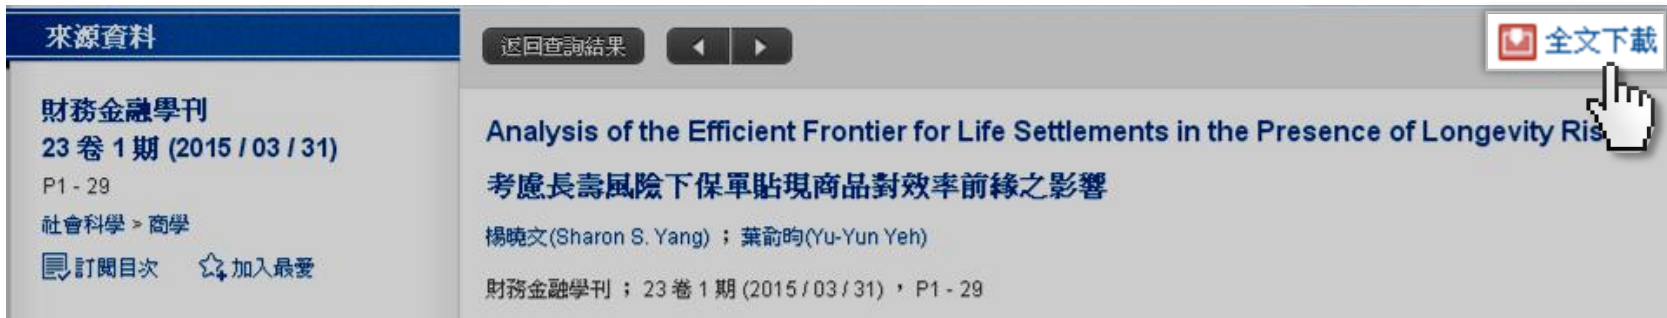 來源資料
財務金融學刊
23 卷 1 期 (2015 / 03 / 31)
P1 - 29
社會科學 > 商學
訂閱目次 加入最愛
返回查詢結果
全文下載
Analysis of the Efficient Frontier for Life Settlements in the Presence of Longevity Ris
考慮長壽風險下保單貼現商品對效率前緣之影響
楊曉文(Sharon S. Yang) ； 葉俞昀(Yu-Yun Yeh)
財務金融學刊 ； 23 卷 1 期 (2015 / 03 / 31) ， P1 - 29